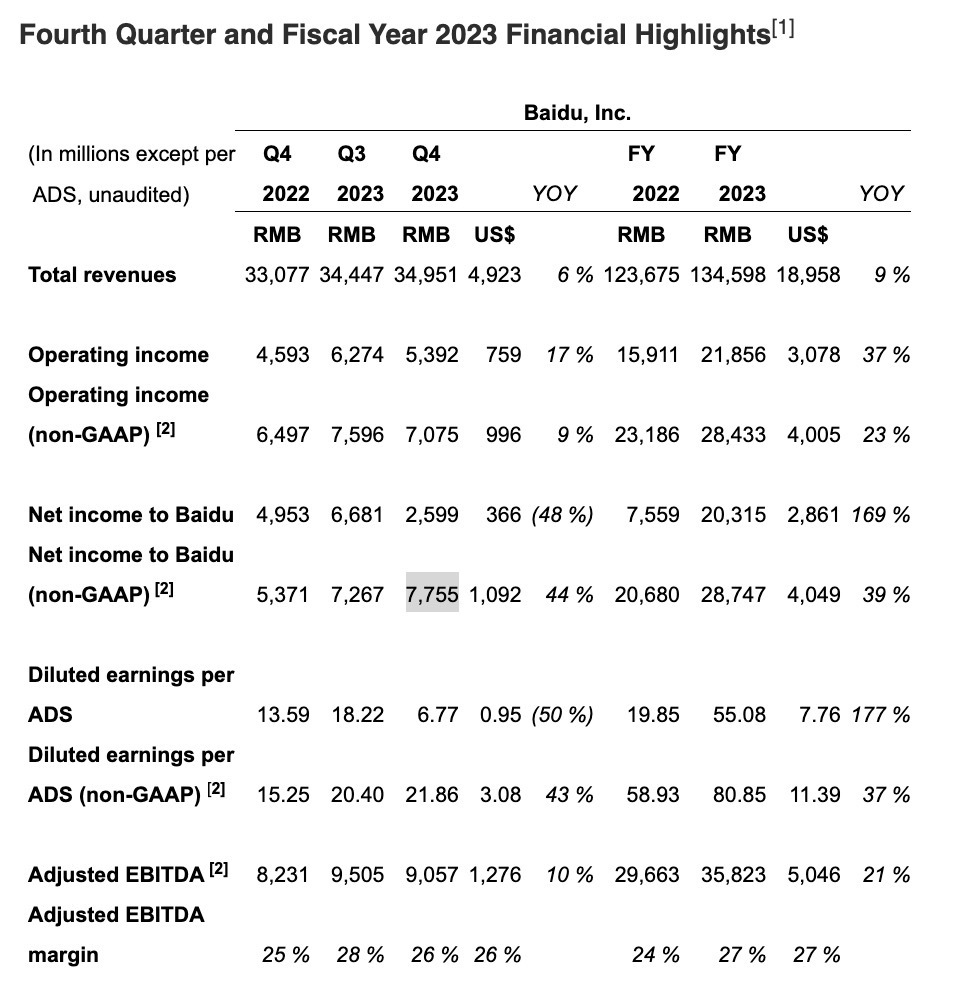 Fourth Quarter and Fiscal Year 2023 Financial Highlights[1]
Baidu, Inc.
(In millions except per Q4 Q3 Q4 FY FY
ADS, unaudited) 2022 2023 2023 YOY 2022 2023 YOY
RMB RMB RMB US$ RMB RMB US$
Total revenues 33,077 34,447 34,951 4,923 6 % 123,675 134,598 18,958 9 %
Operating income 4,593 6,274 5,392 759 17 % 15,911 21,856 3,078 37 %
Operating income
(non-GAAP) [2] 6,497 7,596 7,075 996 9 % 23,186 28,433 4,005 23 %
Net income to Baidu 4,953 6,681 2,599 366 (48 %) 7,559 20,315 2,861 169 %
Net income to Baidu
(non-GAAP) [2] 5,371 7,267 7,755 1,092 44 % 20,680 28,747 4,049 39 %
Diluted earnings per
ADS 13.59 18.22 6.77 0.95 (50 %) 19.85 55.08 7.76 177 %
Diluted earnings per
ADS (non-GAAP) [2] 15.25 20.40 21.86 3.08 43 % 58.93 80.85 11.39 37 %
Adjusted EBITDA [2] 8,231 9,505 9,057 1,276 10 % 29,663 35,823 5,046 21 %
Adjusted EBITDA
margin 25 % 28 % 26 % 26 % 24 % 27 % 27 %